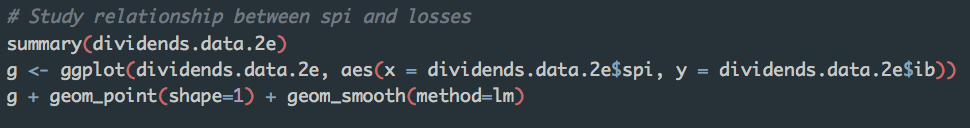 # Study relationship between spi and losses
summary(dividends.data.2e)
g <- ggplot(dividends.data.2e, aes(x = dividends.data.2e$spi, y = dividends.data.2e$ib))
g + geom_point(shape=1) + geom_smooth(method=lm)